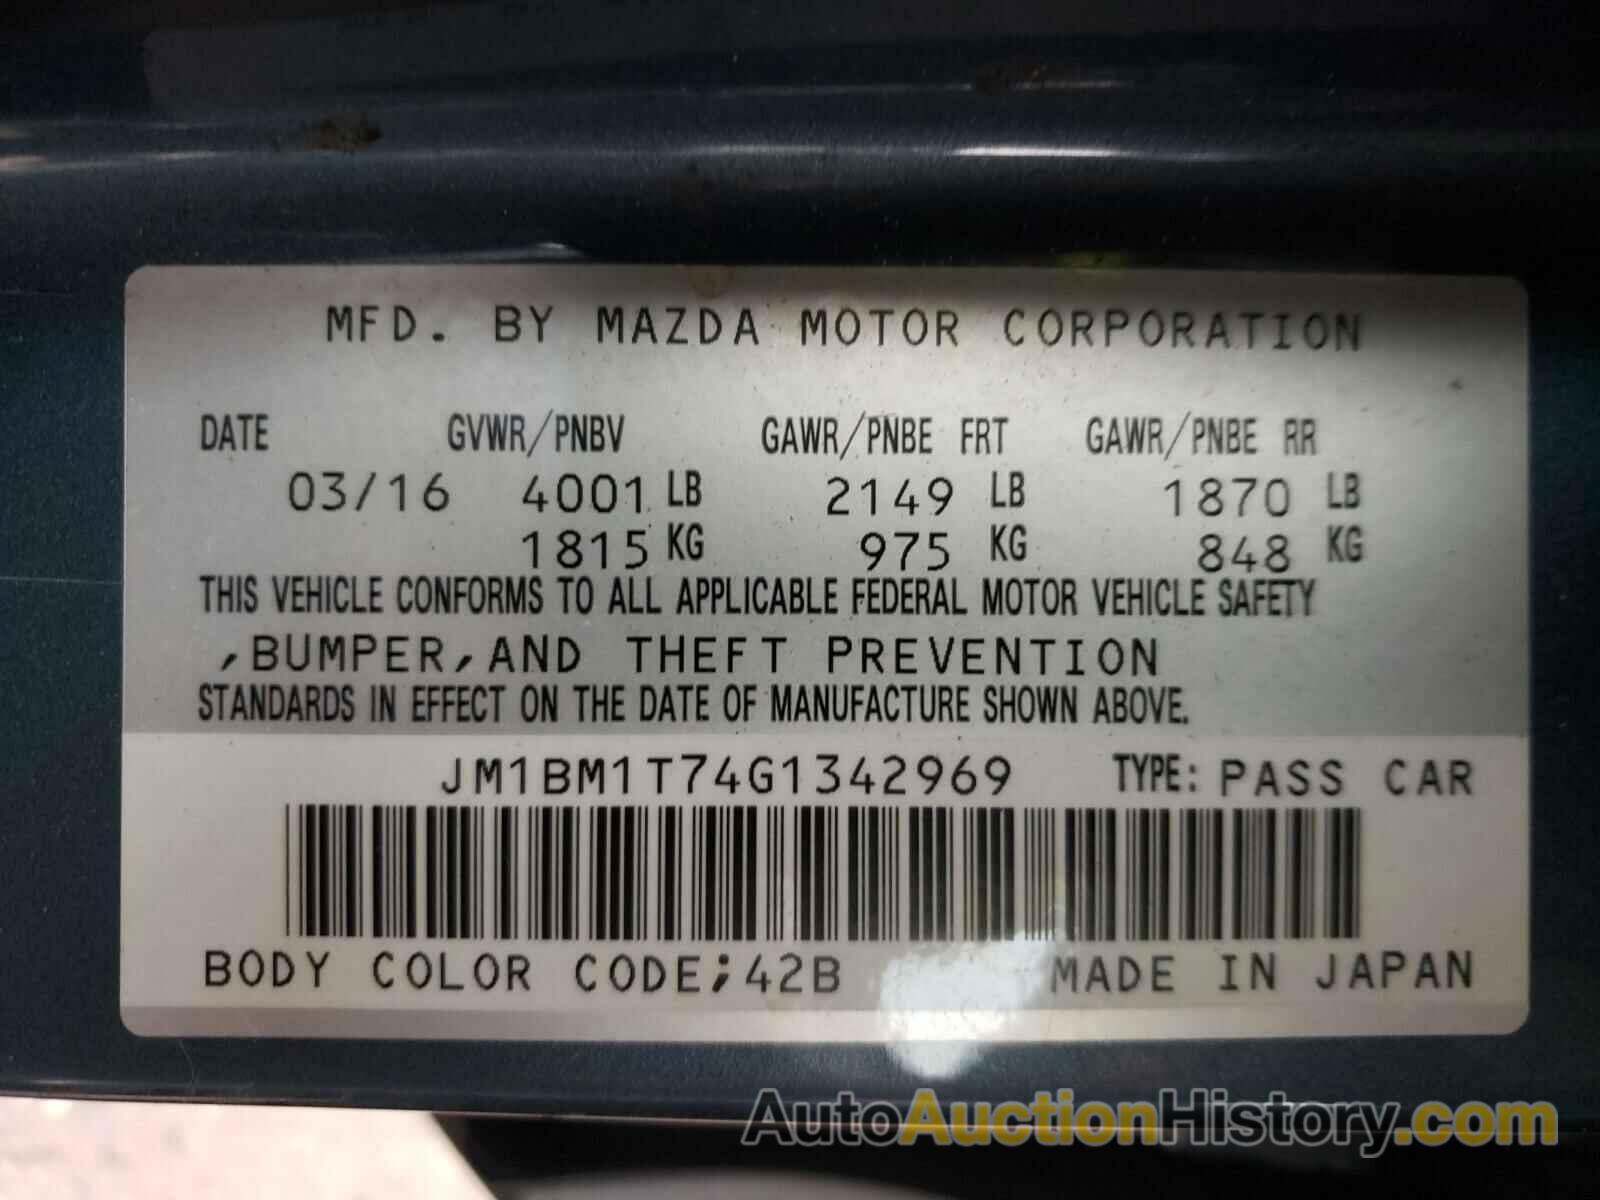 MFD. BY MAZDA MOTOR CORPORATION
DATE GVWR/PNBV GAWR/PNBE FRT GAWR/PNBE RR
03/16 4001 LB 2149 LB 1870 LB
1815 KG 975 KG 848 KG
THIS VEHICLE CONFORMS TO ALL APPLICABLE FEDERAL MOTOR VEHICLE SAFETY
,BUMPER,AND THEFT PREVENTION
STANDARDS IN EFFECT ON THE DATE OF MANUFACTURE SHOWN ABOVE.
JM1BM1T74G1342969 TYPE: PASS CAR
BODY COLOR CODE;42B MADE IN JAPAN
AutoAuctionHistory.com